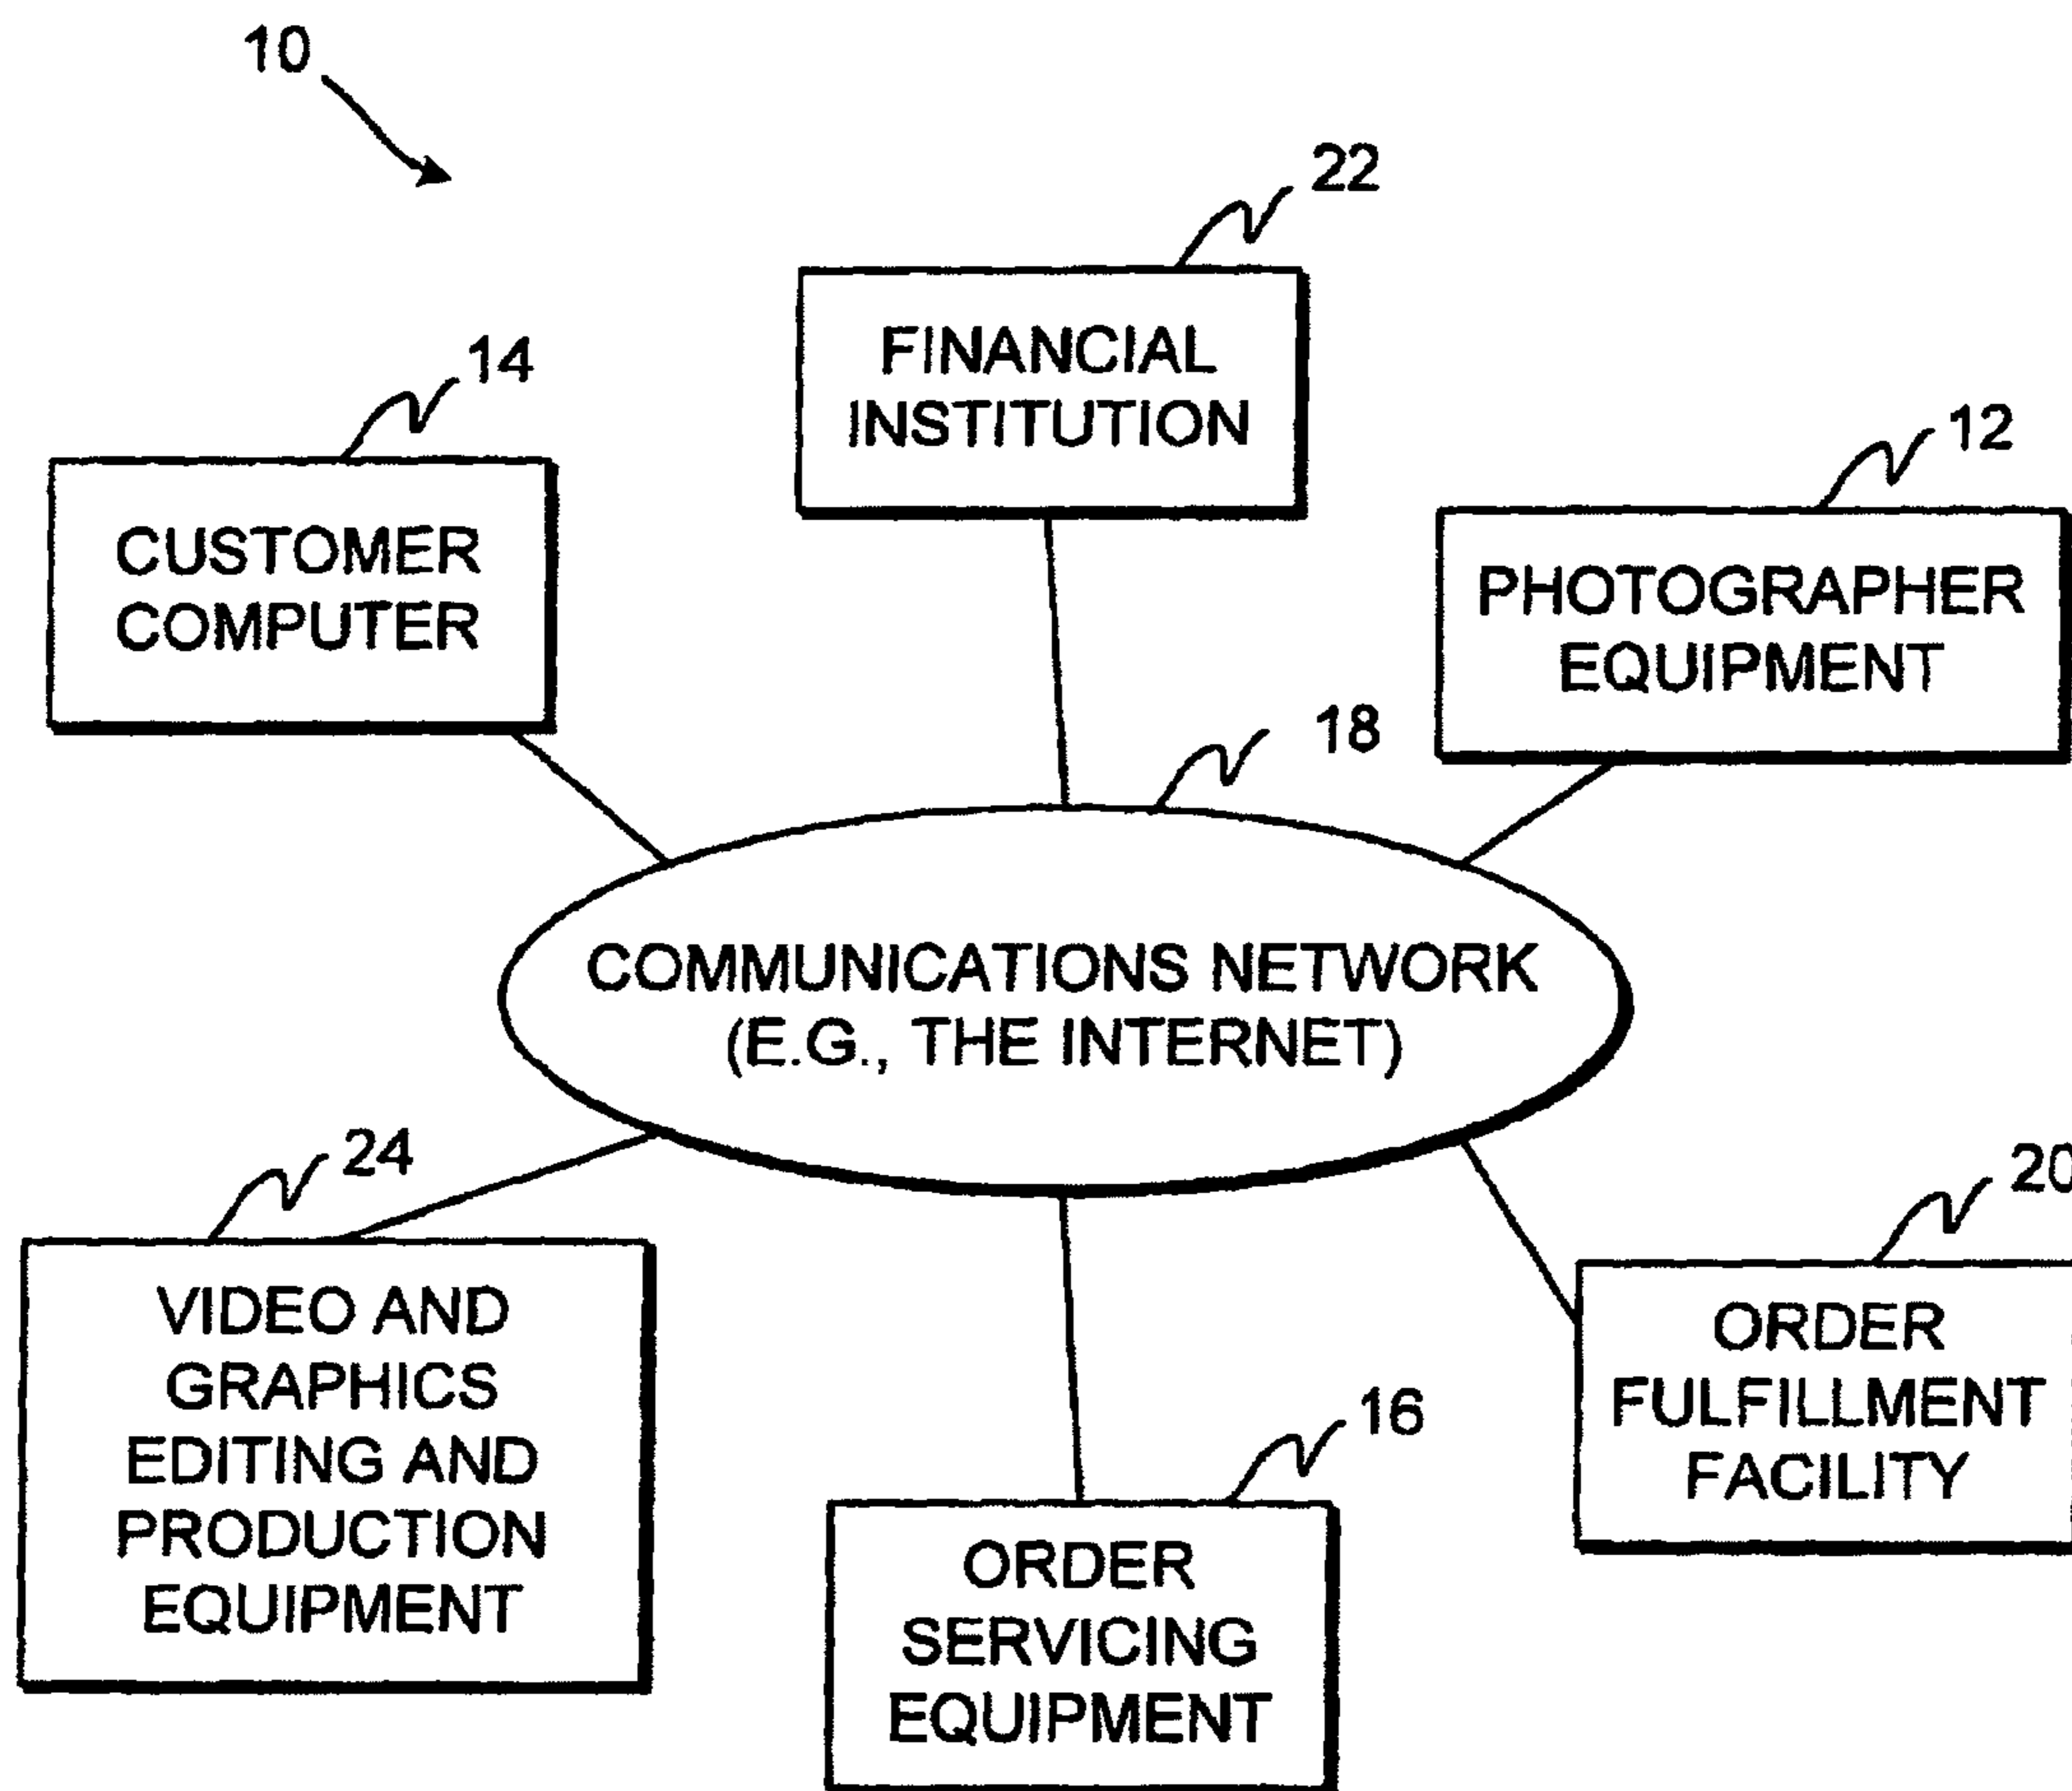 10
22
FINANCIAL
INSTITUTION
14
CUSTOMER
COMPUTER
12
PHOTOGRAPHER
EQUIPMENT
18
COMMUNICATIONS NETWORK
(E.G., THE INTERNET)
24
VIDEO AND
GRAPHICS
EDITING AND
PRODUCTION
EQUIPMENT
20
ORDER
FULFILLMENT
FACILITY
16
ORDER
SERVICING
EQUIPMENT